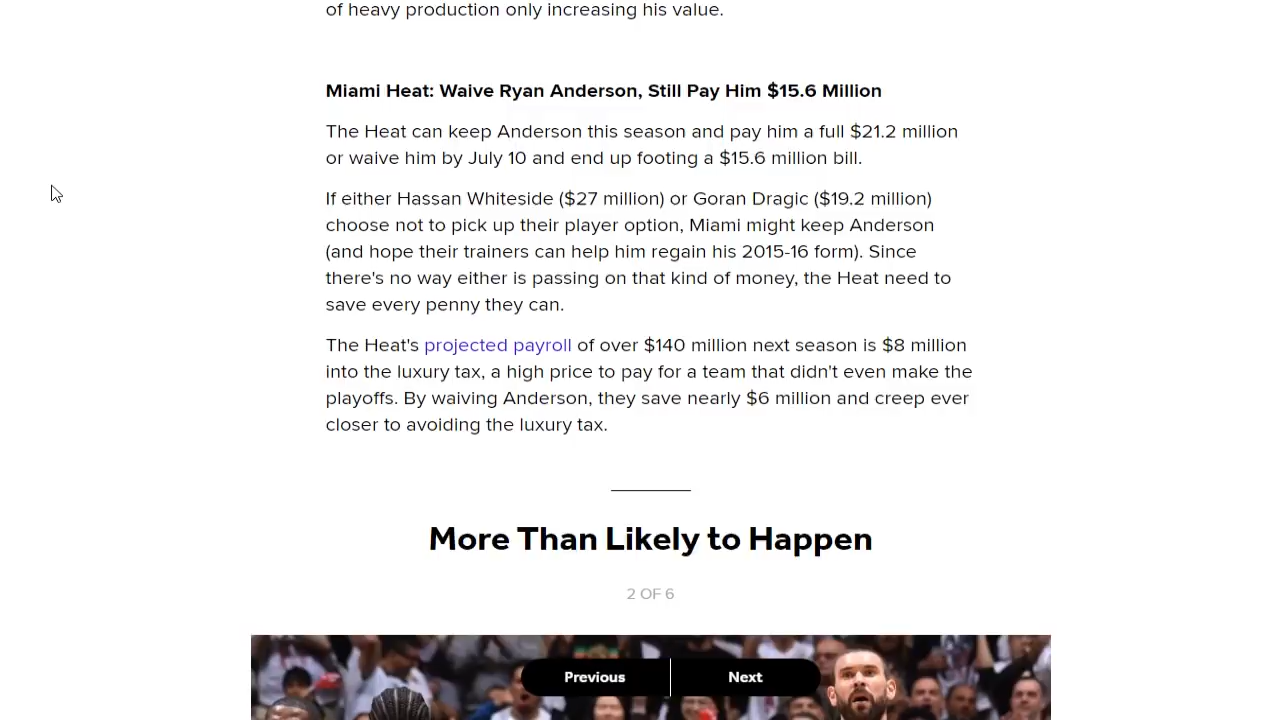 of heavy production only increasing his value.
Miami Heat: Waive Ryan Anderson, Still Pay Him $15.6 Million
The Heat can keep Anderson this season and pay him a full $21.2 million
or waive him by July 10 and end up footing a $15.6 million bill.
If either Hassan Whiteside ($27 million) or Goran Dragic ($19.2 million)
choose not to pick up their player option, Miami might keep Anderson
(and hope their trainers can help him regain his 2015-16 form). Since
there's no way either is passing on that kind of money, the Heat need to
save every penny they can.
The Heat's projected payroll of over $140 million next season is $8 million
into the luxury tax, a high price to pay for a team that didn't even make the
playoffs. By waiving Anderson, they save nearly $6 million and creep ever
closer to avoiding the luxury tax.
More Than Likely to Happen
2 OF 6
Previous
Next